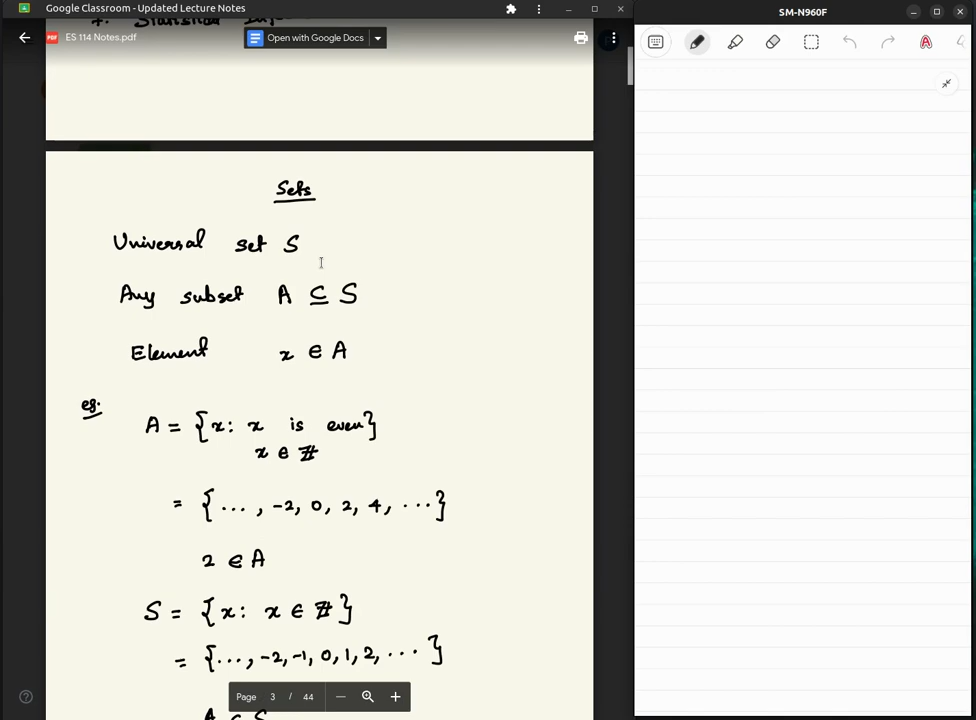 Google Classroom - Updated Lecture Notes
SM-N960F
PDF ES 114 Notes.pdf
Open with Google Docs
Sets
Universal set S
Any subset A ⊆ S
Element x ∈ A
eg.
A = {x: x is even}
x ∈ ℤ
= {..., -2, 0, 2, 4, ...}
2 ∈ A
S = {x: x ∈ ℤ}
= {..., -2, -1, 0, 1, 2, ...}
Page 3 / 44